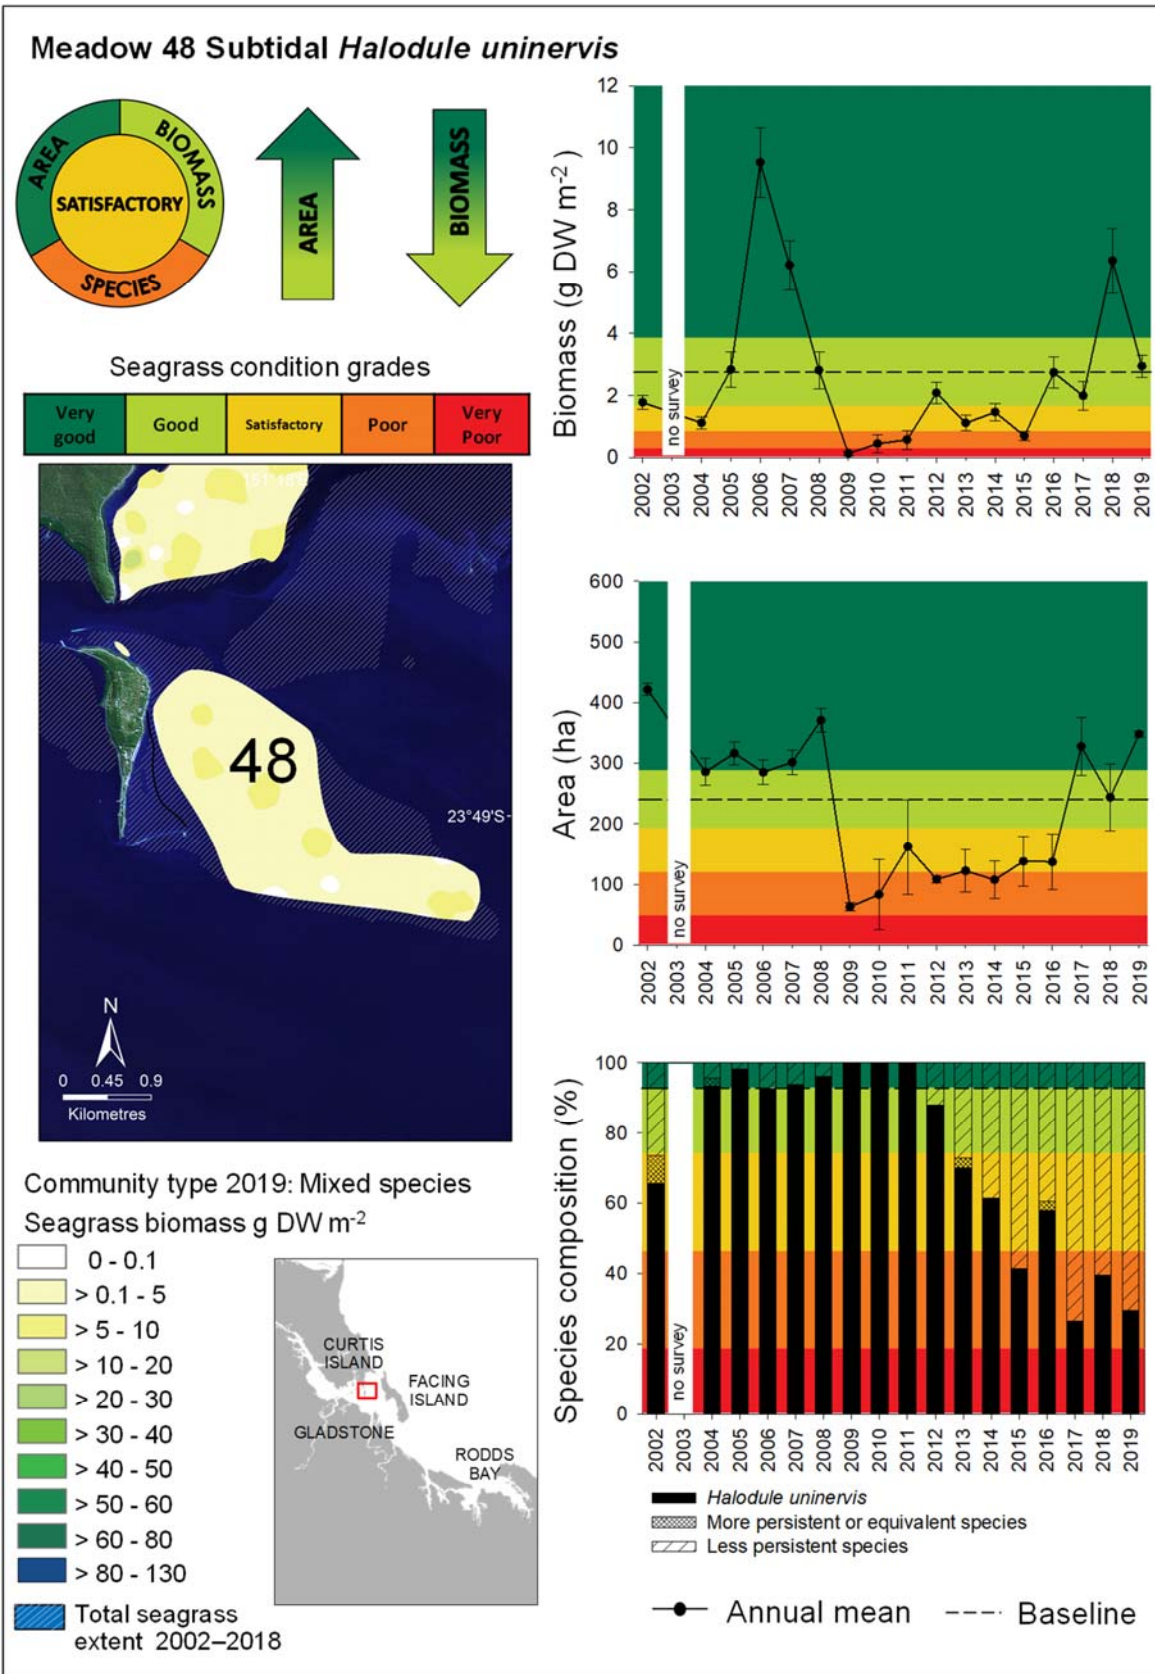 Meadow 48 Subtidal Halodule uninervis
AREA
BIOMASS
SATISFACTORY
SPECIES
AREA
BIOMASS
Seagrass condition grades
Very good
Good
Satisfactory
Poor
Very Poor
48
23°49'S
N
0 0.45 0.9
Kilometres
Community type 2019: Mixed species
Seagrass biomass g DW m-2
0 - 0.1
> 0.1 - 5
> 5 - 10
> 10 - 20
> 20 - 30
> 30 - 40
> 40 - 50
> 50 - 60
> 60 - 80
> 80 - 130
Total seagrass
extent 2002–2018
CURTIS
ISLAND
FACING
ISLAND
GLADSTONE
RODDS
BAY
Biomass (g DW m-2)
12
10
8
6
4
2
0
no survey
2002 2003 2004 2005 2006 2007 2008 2009 2010 2011 2012 2013 2014 2015 2016 2017 2018 2019
Area (ha)
600
500
400
300
200
100
0
no survey
2002 2003 2004 2005 2006 2007 2008 2009 2010 2011 2012 2013 2014 2015 2016 2017 2018 2019
Species composition (%)
100
80
60
40
20
0
no survey
2002 2003 2004 2005 2006 2007 2008 2009 2010 2011 2012 2013 2014 2015 2016 2017 2018 2019
Halodule uninervis
More persistent or equivalent species
Less persistent species
Annual mean
Baseline